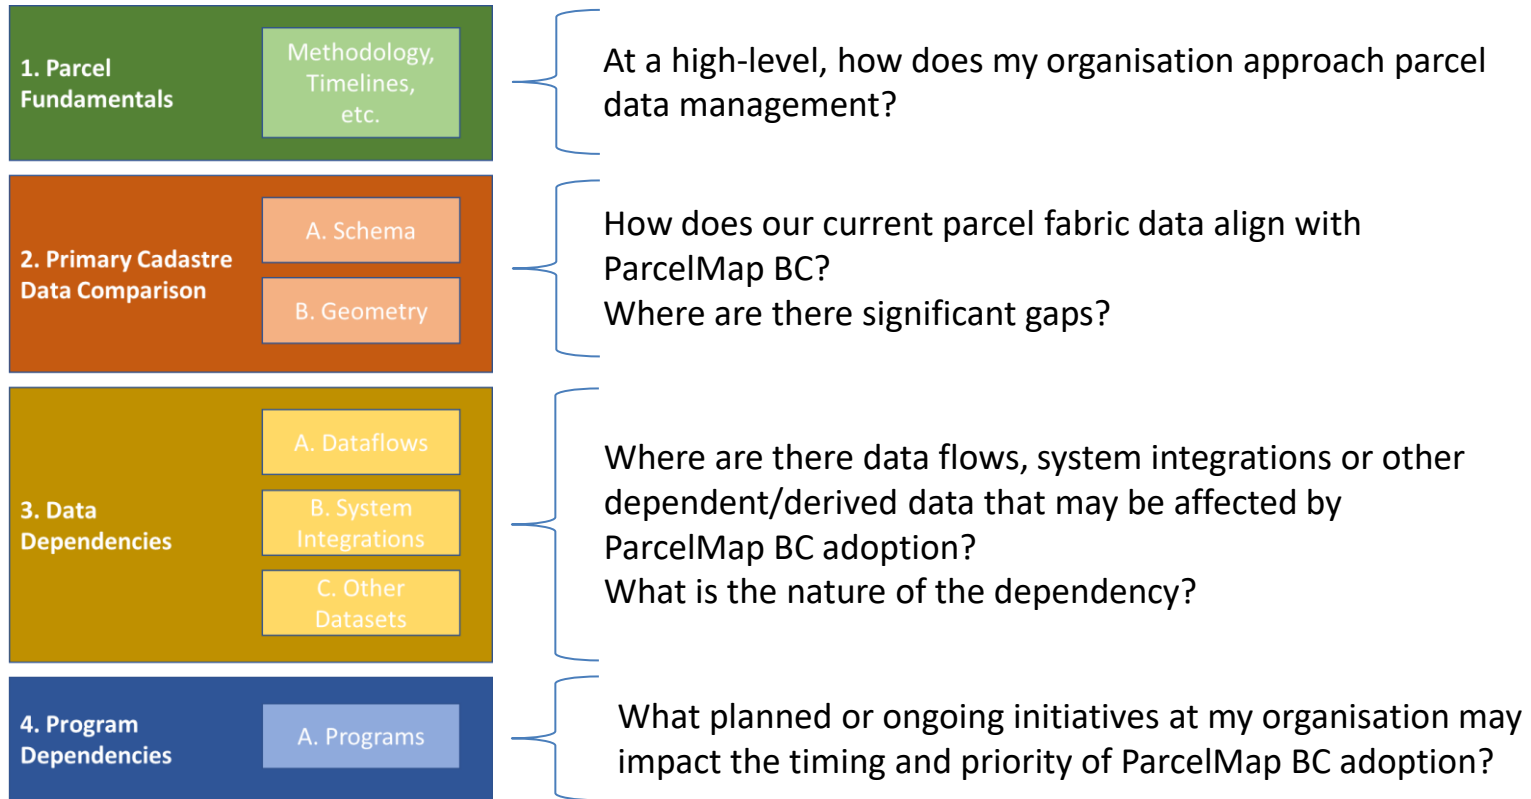 1. Parcel
Fundamentals
Methodology,
Timelines,
etc.
At a high-level, how does my organisation approach parcel
data management?
2. Primary Cadastre
Data Comparison
A. Schema
B. Geometry
How does our current parcel fabric data align with
ParcelMap BC?
Where are there significant gaps?
3. Data
Dependencies
A. Dataflows
B. System
Integrations
C. Other
Datasets
Where are there data flows, system integrations or other
dependent/derived data that may be affected by
ParcelMap BC adoption?
What is the nature of the dependency?
4. Program
Dependencies
A. Programs
What planned or ongoing initiatives at my organisation may
impact the timing and priority of ParcelMap BC adoption?